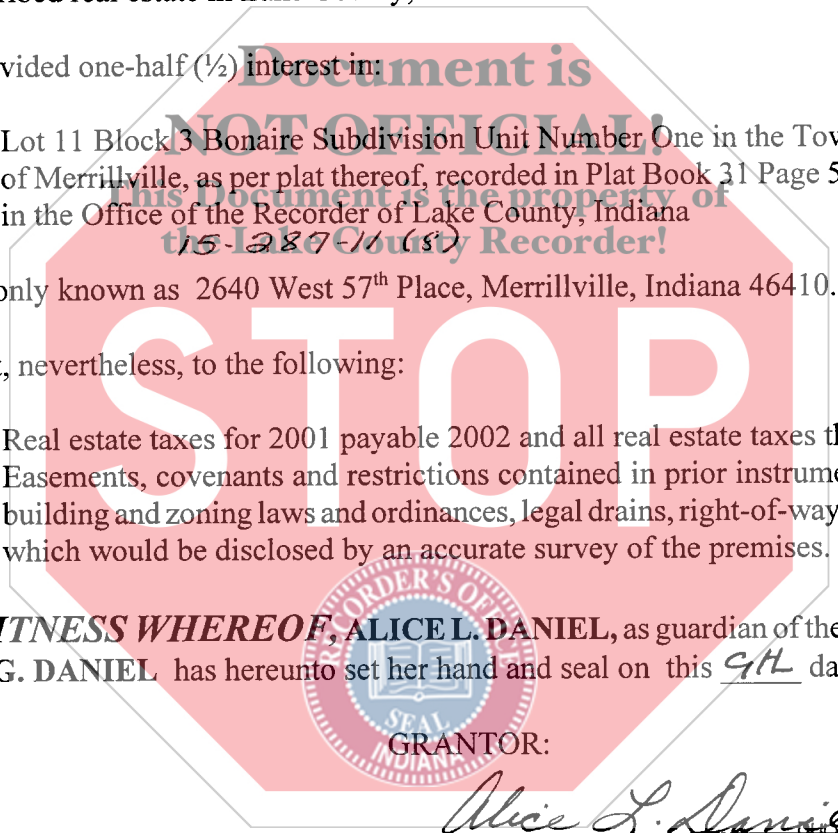 vided one-half (½) interest in:
Document is
NOT OFFICIAL!
Lot 11 Block 3 Bonaire Subdivision Unit Number One in the Tov
of Merrillville, as per plat thereof, recorded in Plat Book 31 Page 5
This Document is the property of
in the Office of the Recorder of Lake County, Indiana
15-287-11 (8)
the Lake County Recorder!
only known as 2640 West 57th Place, Merrillville, Indiana 46410.
STOP
, nevertheless, to the following:
Real estate taxes for 2001 payable 2002 and all real estate taxes th
Easements, covenants and restrictions contained in prior instrume
building and zoning laws and ordinances, legal drains, right-of-way
which would be disclosed by an accurate survey of the premises.
RECORDER'S OFFICE
ITNESS WHEREOF, ALICE L. DANIEL, as guardian of the
G. DANIEL has hereunto set her hand and seal on this 9th da
SEAL
INDIANA
GRANTOR:
Alice L. Daniel